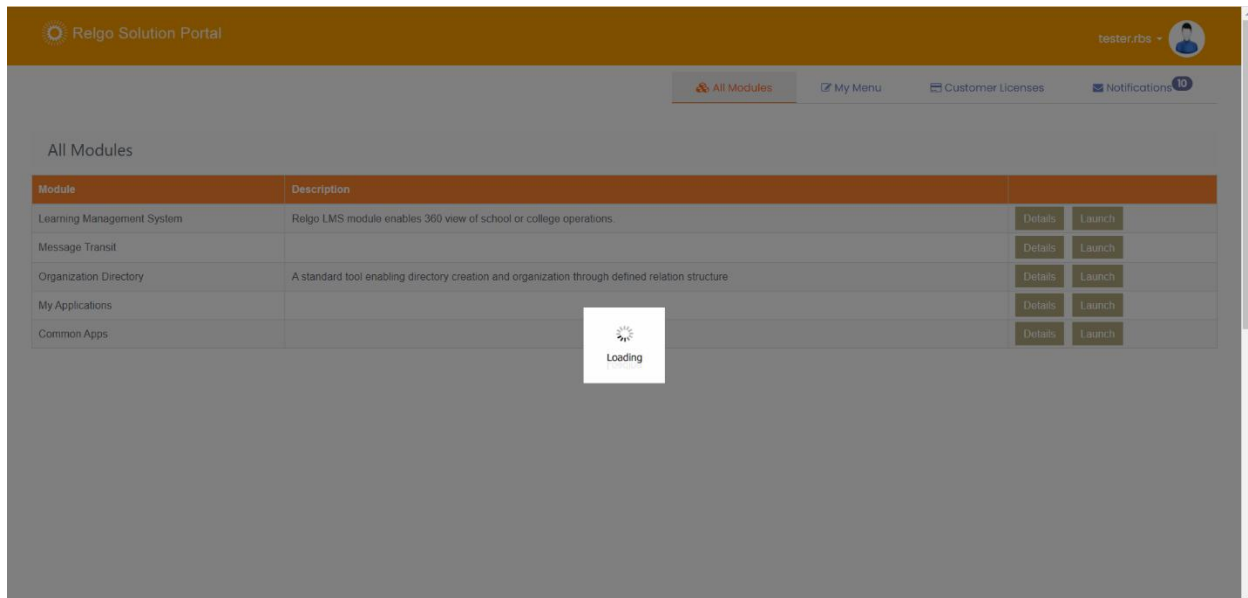 Relgo Solution Portal
tester.rbs
All Modules My Menu Customer Licenses Notifications 10
All Modules
Module Description
Learning Management System Relgo LMS module enables 360 view of school or college operations. Details Launch
Message Transit Details Launch
Organization Directory A standard tool enabling directory creation and organization through defined relation structure Details Launch
My Applications Details Launch
Common Apps Details Launch
Loading